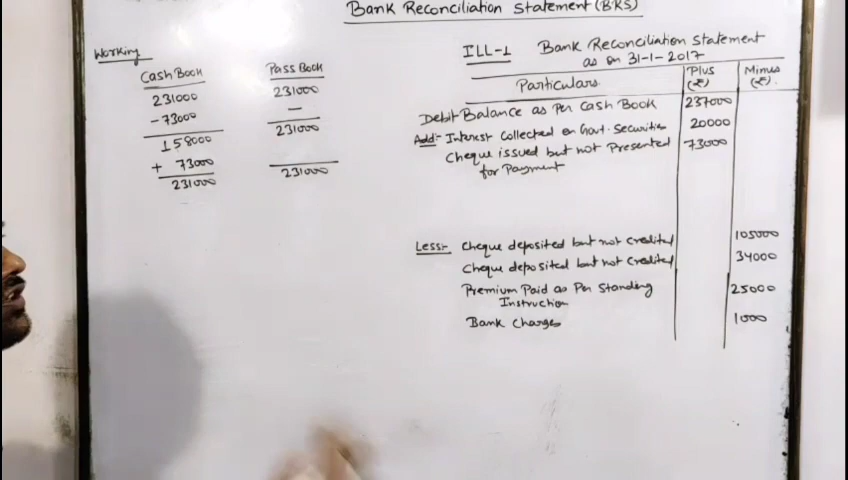 Bank Reconciliation Statement (BRS)
Working
Cash Book Pass Book
231000 231000
-73000 —
158000 231000
+ 73000
231000 231000
ILL-1 Bank Reconciliation Statement
as on 31-1-2017
Particulars Plus (₹) Minus (₹).
Debit Balance as Per Cash Book 237000
Add:- Interest Collected on Govt. Securities 20000
Cheque issued but not Presented 73000
for Payment
Less:- Cheque deposited but not credited 105000
Cheque deposited but not credited 34000
Premium Paid as Per Standing 25000
Instruction
Bank Charges 1000